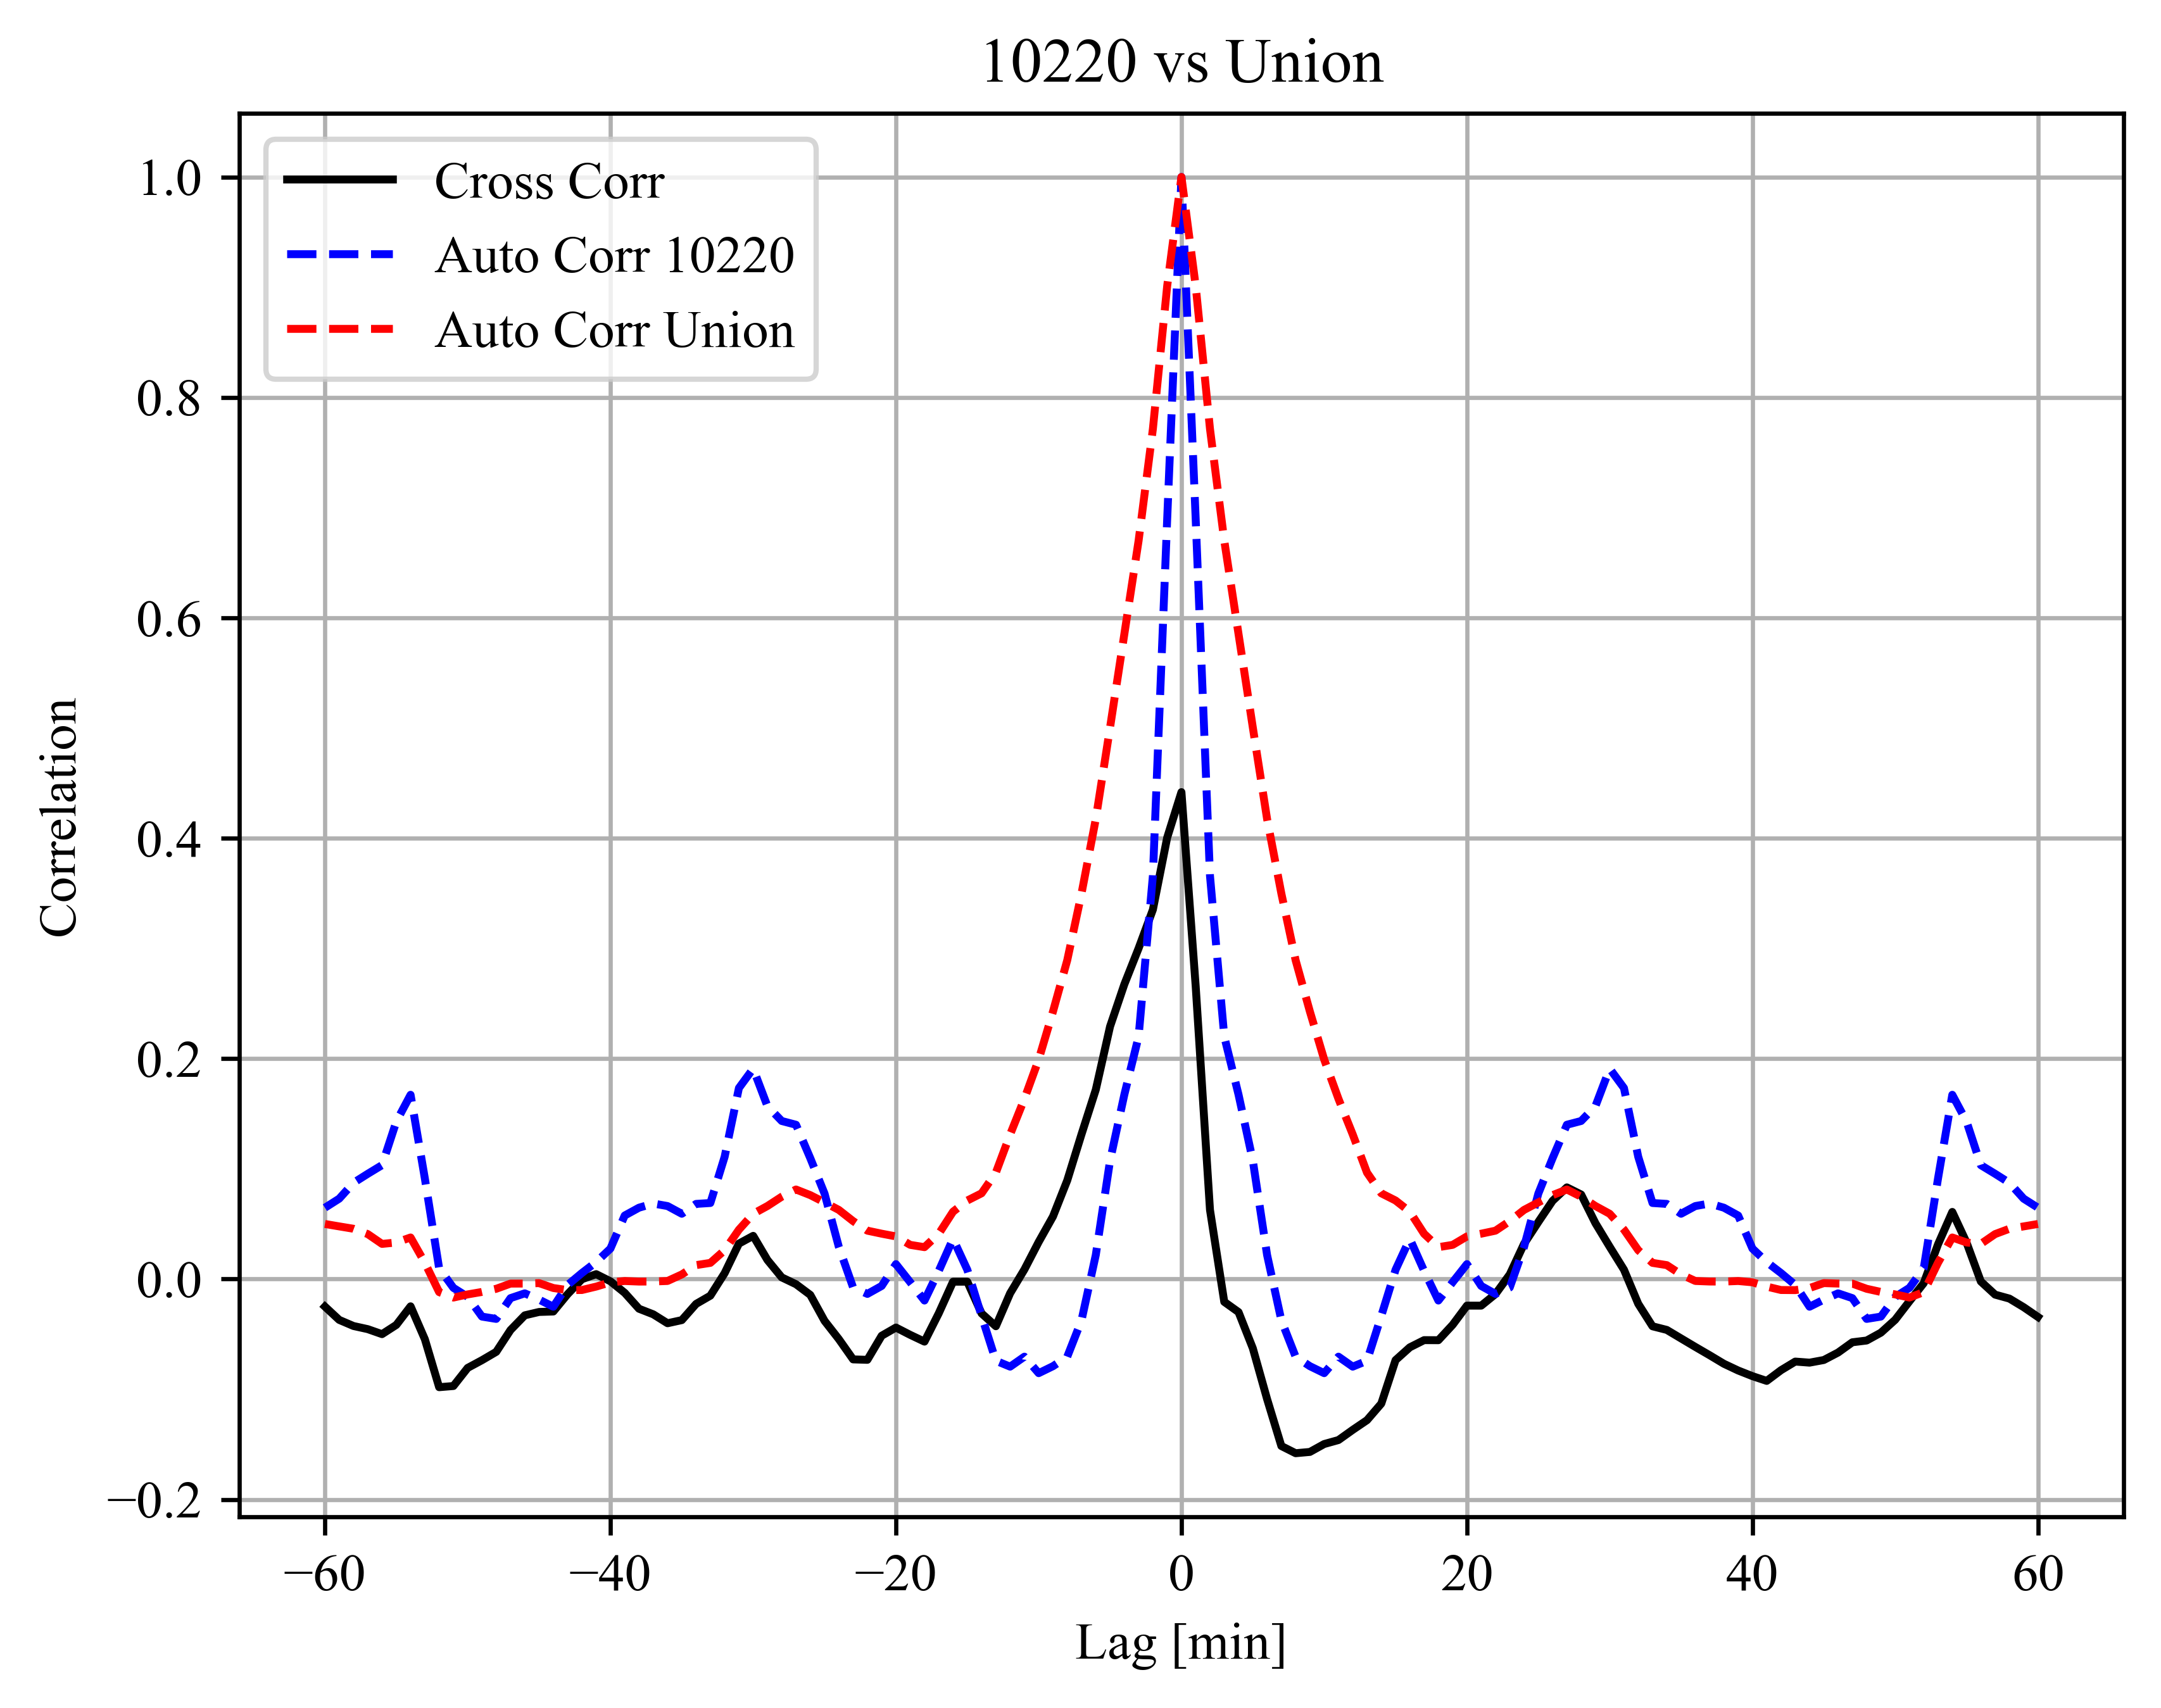 10220 vs Union
Cross Corr
Auto Corr 10220
Auto Corr Union
1.0
0.8
0.6
0.4
0.2
0.0
−0.2
Correlation
−60
−40
−20
0
20
40
60
Lag [min]